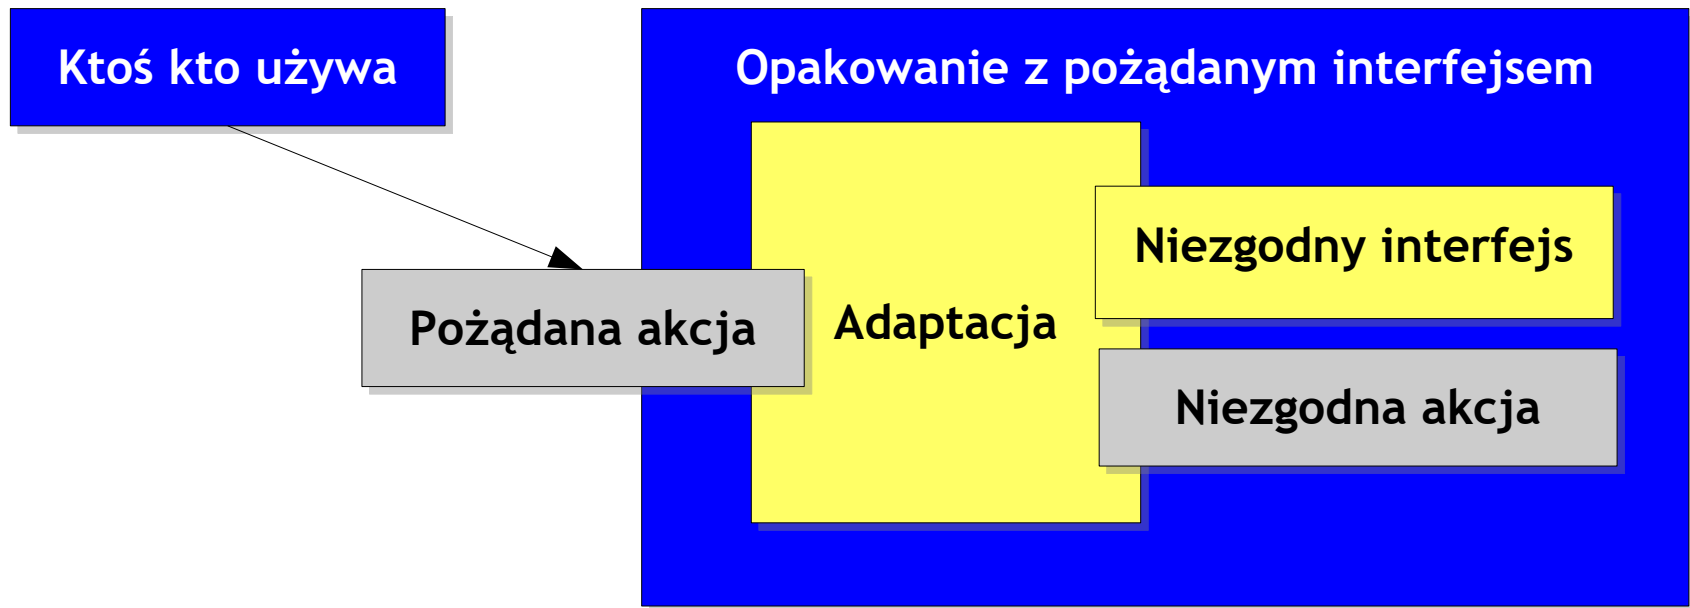 Ktoś kto używa
Opakowanie z pożądanym interfejsem
Niezgodny interfejs
Pożądana akcja
Adaptacja
Niezgodna akcja